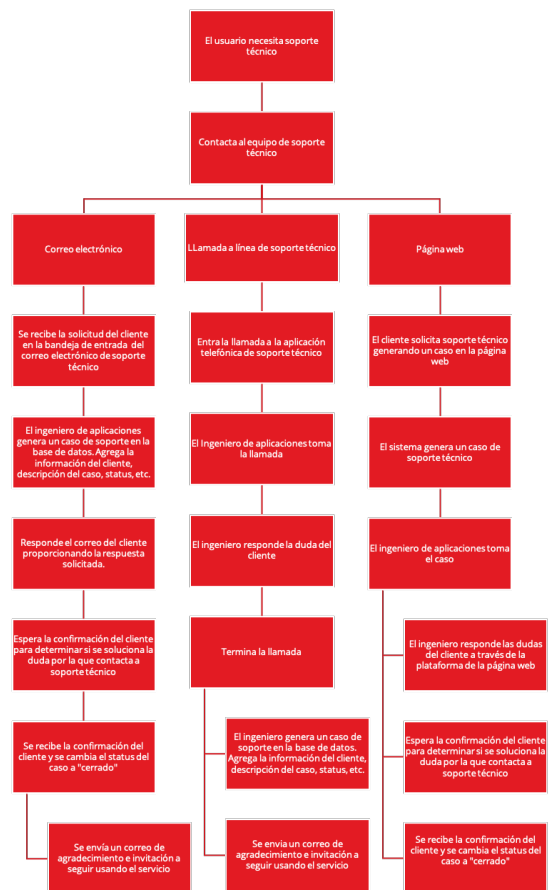 El usuario necesita soporte
técnico
Contacta al equipo de soporte
técnico
Correo electrónico
LLamada a línea de soporte técnico
Página web
Se recibe la solicitud del cliente
en la bandeja de entrada del
correo electrónico de soporte
técnico
Entra la llamada a la aplicación
telefónica de soporte técnico
El cliente solicita soporte técnico
generando un caso en la página
web
El ingeniero de aplicaciones
genera un caso de soporte en la
base de datos. Agrega la
información del cliente,
descripción del caso, status, etc.
El Ingeniero de aplicaciones toma
la llamada
El sistema genera un caso de
soporte técnico
Responde el correo del cliente
proporcionando la respuesta
solicitada.
El ingeniero responde la duda del
cliente
El ingeniero de aplicaciones toma
el caso
Espera la confirmación del cliente
para determinar si se soluciona la
duda por la que contacta a
soporte técnico
Termina la llamada
El ingeniero responde las dudas
del cliente a través de la
plataforma de la página web
Se recibe la confirmación del
cliente y se cambia el status del
caso a "cerrado"
El ingeniero genera un caso de
soporte en la base de datos.
Agrega la información del cliente,
descripción del caso, status, etc.
Espera la confirmación del cliente
para determinar si se soluciona la
duda por la que contacta a
soporte técnico
Se envía un correo de
agradecimiento e invitación a
seguir usando el servicio
Se envia un correo de
agradecimiento e invitación a
seguir usando el servicio
Se recibe la confirmación del
cliente y se cambia el status del
caso a "cerrado"